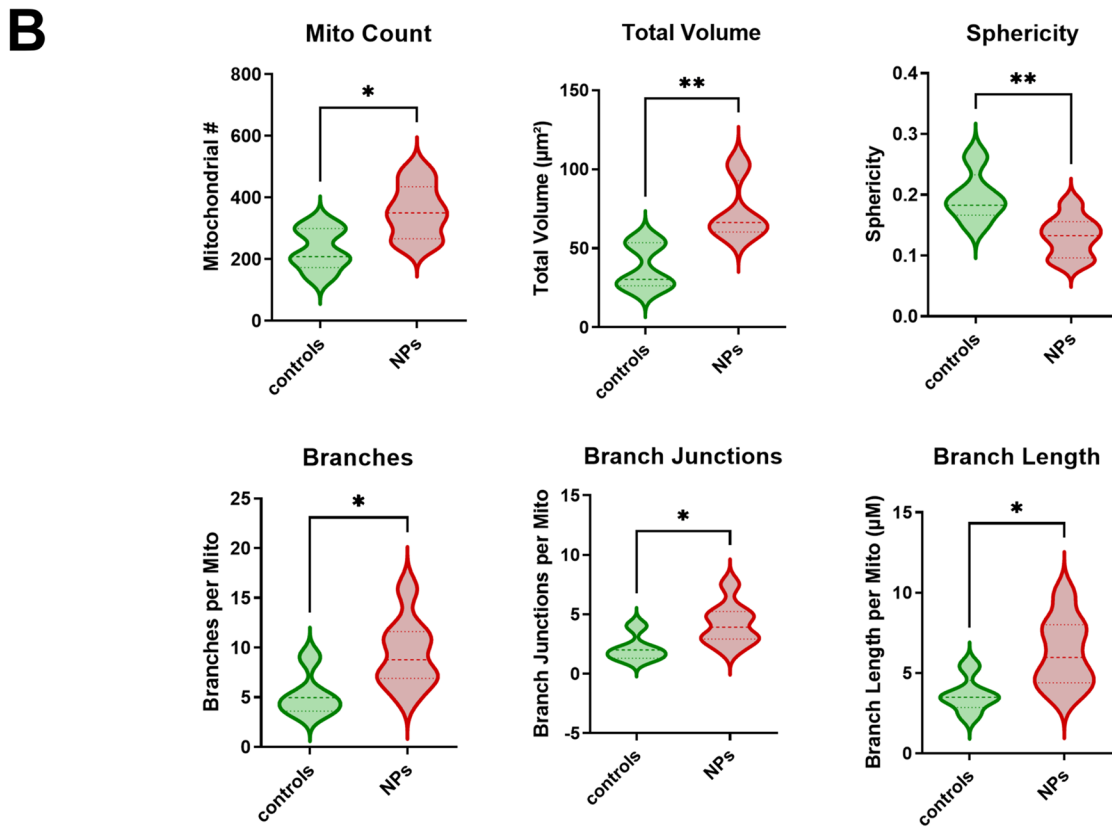 B
Mito Count
Mitochondrial #
800
600
400
200
0
*
controls
NPs
Total Volume
Total Volume (µm²)
150
100
50
0
**
controls
NPs
Sphericity
Sphericity
0.4
0.3
0.2
0.1
0.0
**
controls
NPs
Branches
Branches per Mito
25
20
15
10
5
0
*
controls
NPs
Branch Junctions
Branch Junctions per Mito
15
10
5
0
-5
*
controls
NPs
Branch Length
Branch Length per Mito (µM)
15
10
5
0
*
controls
NPs